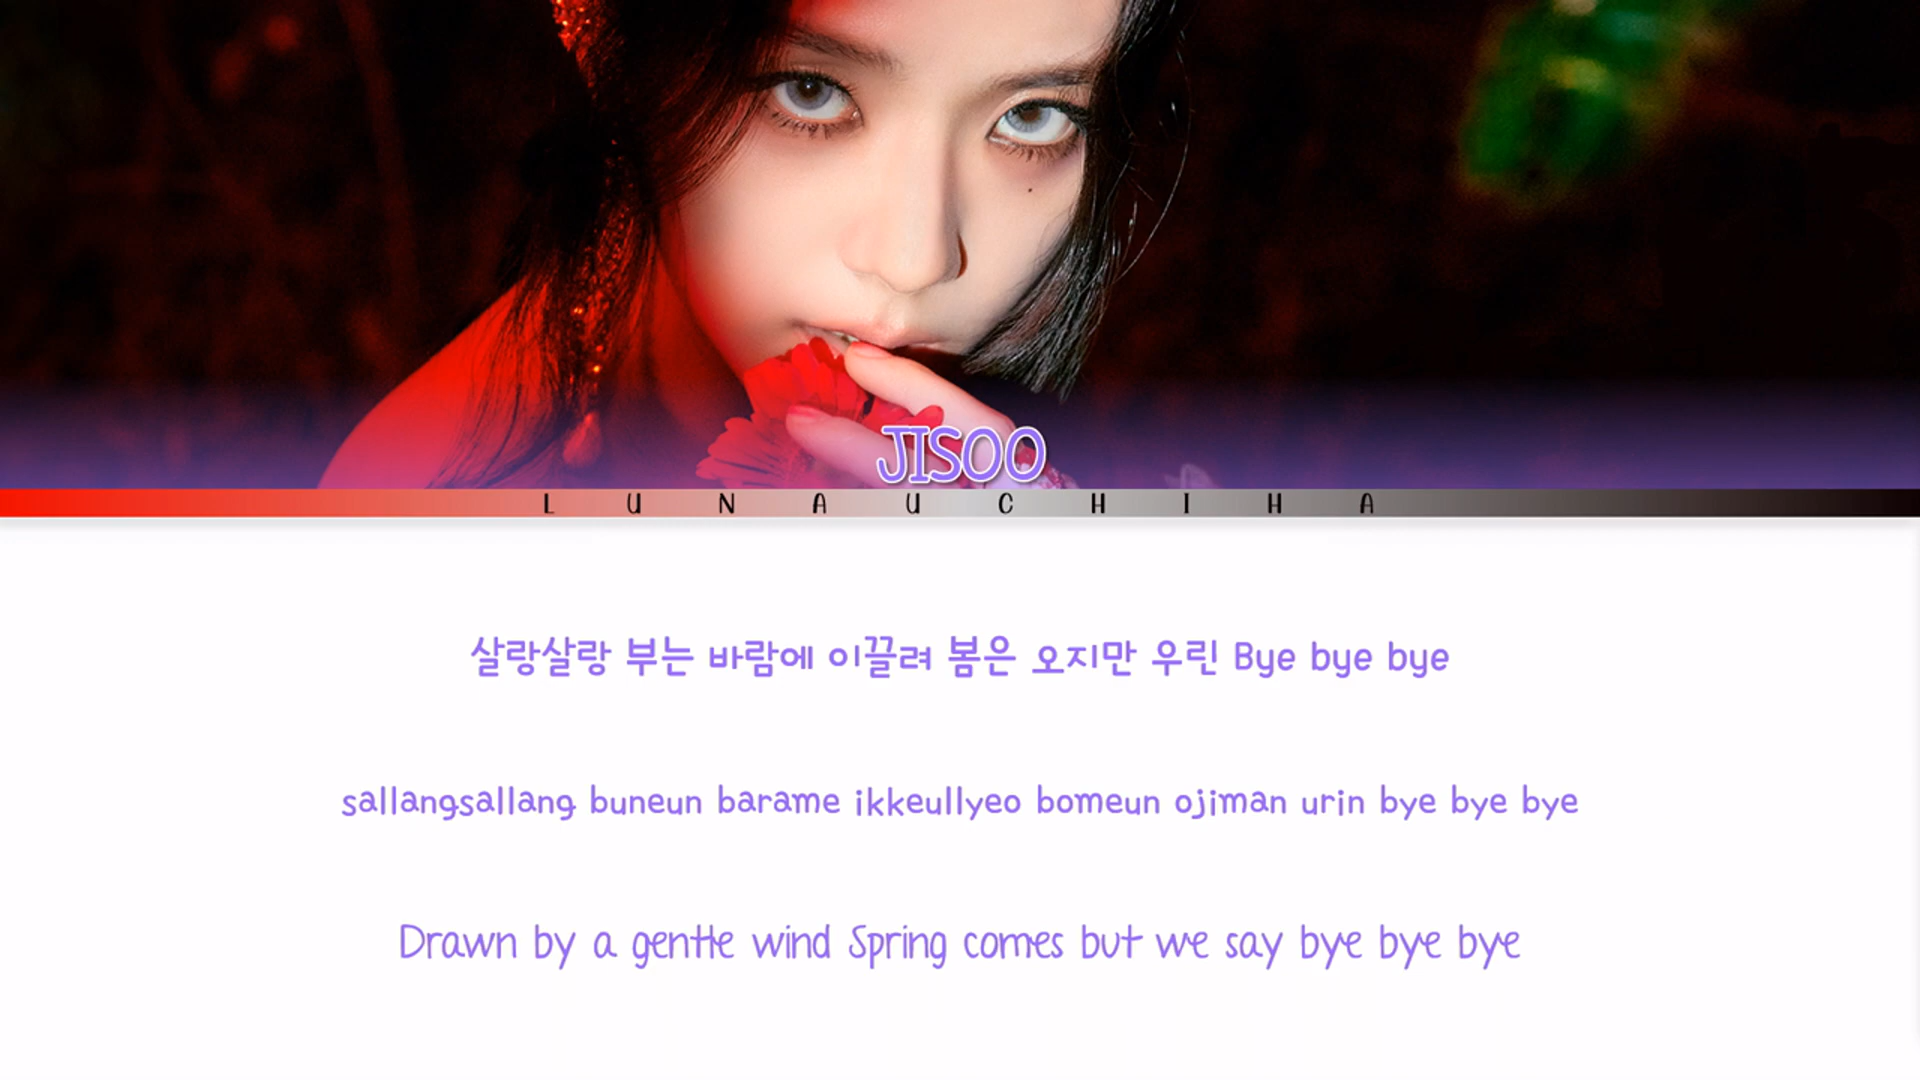 JISOO
LUNAUCHIHA
살랑살랑 부는 바람에 이끌려 봄은 오지만 우린 Bye bye bye
sallangsallang buneun barame ikkeullyeo bomeun ojiman urin bye bye bye
Drawn by a gentle wind Spring comes but we say bye bye bye